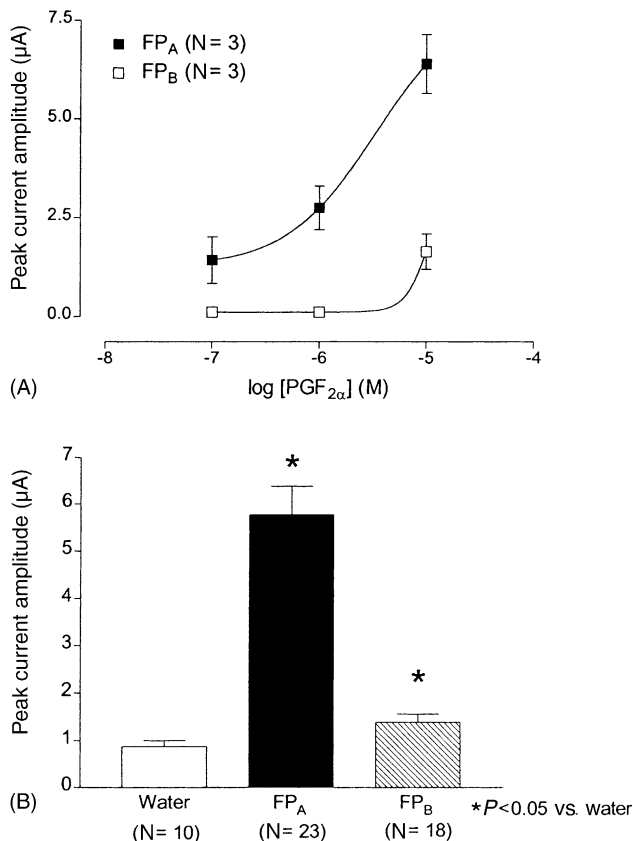 Peak current amplitude (µA)
7.5
5.0
2.5
0.0
FPA (N= 3)
FPB (N= 3)
-8 -7 -6 -5 -4
(A)
log [PGF2α] (M)
Peak current amplitude (µA)
7
6
5
4
3
2
1
0
*
*
(B)
Water FPA FPB
(N= 10) (N= 23) (N= 18)
*P<0.05 vs. water